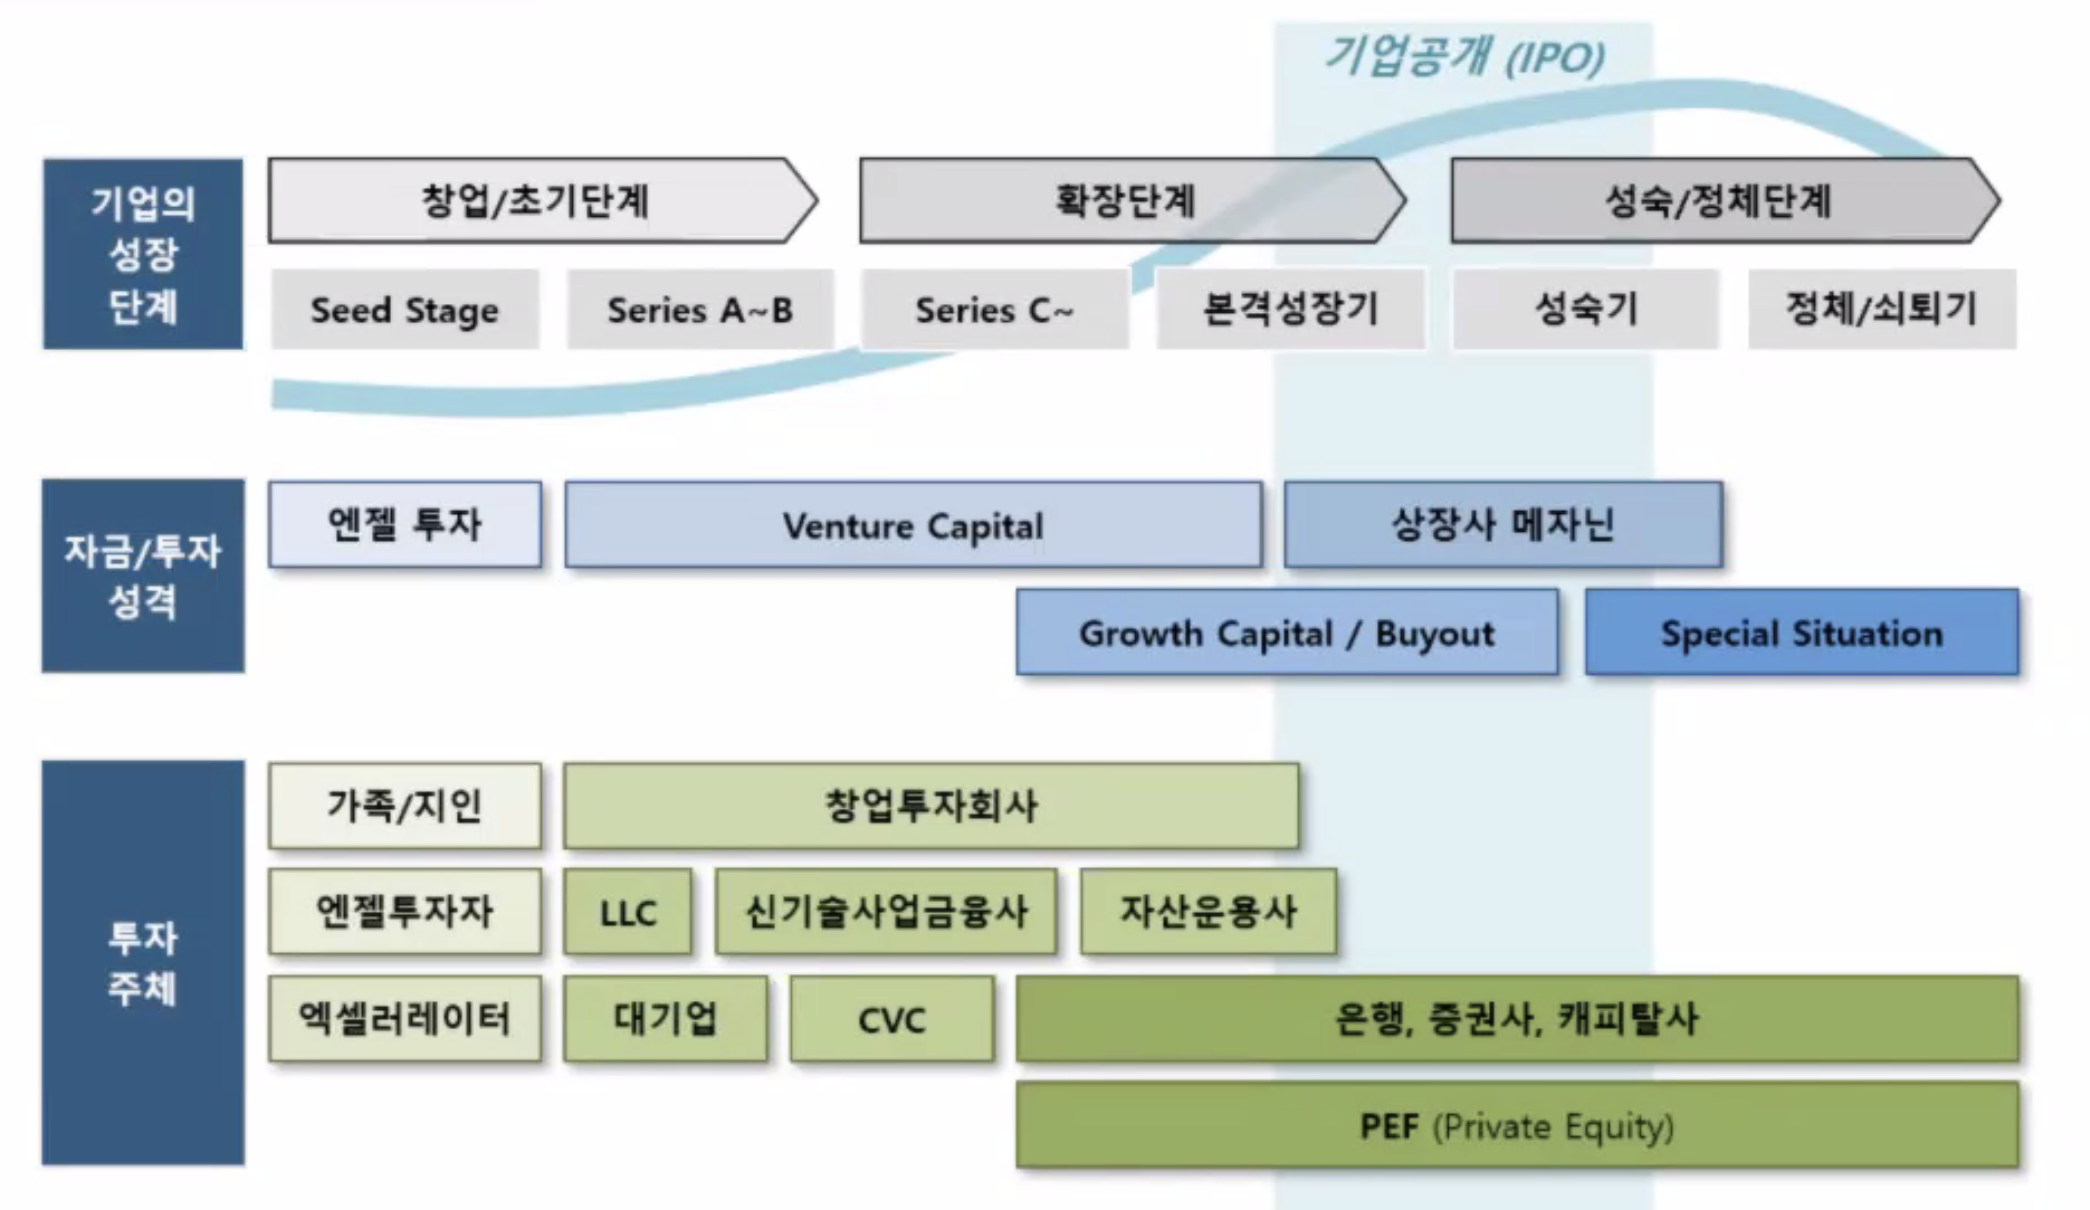 기업공개 (IPO)
기업의
성장
단계
창업/초기단계
확장단계
성숙/정체단계
Seed Stage
Series A~B
Series C~
본격성장기
성숙기
정체/쇠퇴기
자금/투자
성격
엔젤 투자
Venture Capital
상장사 메자닌
Growth Capital / Buyout
Special Situation
투자
주체
가족/지인
창업투자회사
엔젤투자자
LLC
신기술사업금융사
자산운용사
엑셀러레이터
대기업
CVC
은행, 증권사, 캐피탈사
PEF (Private Equity)